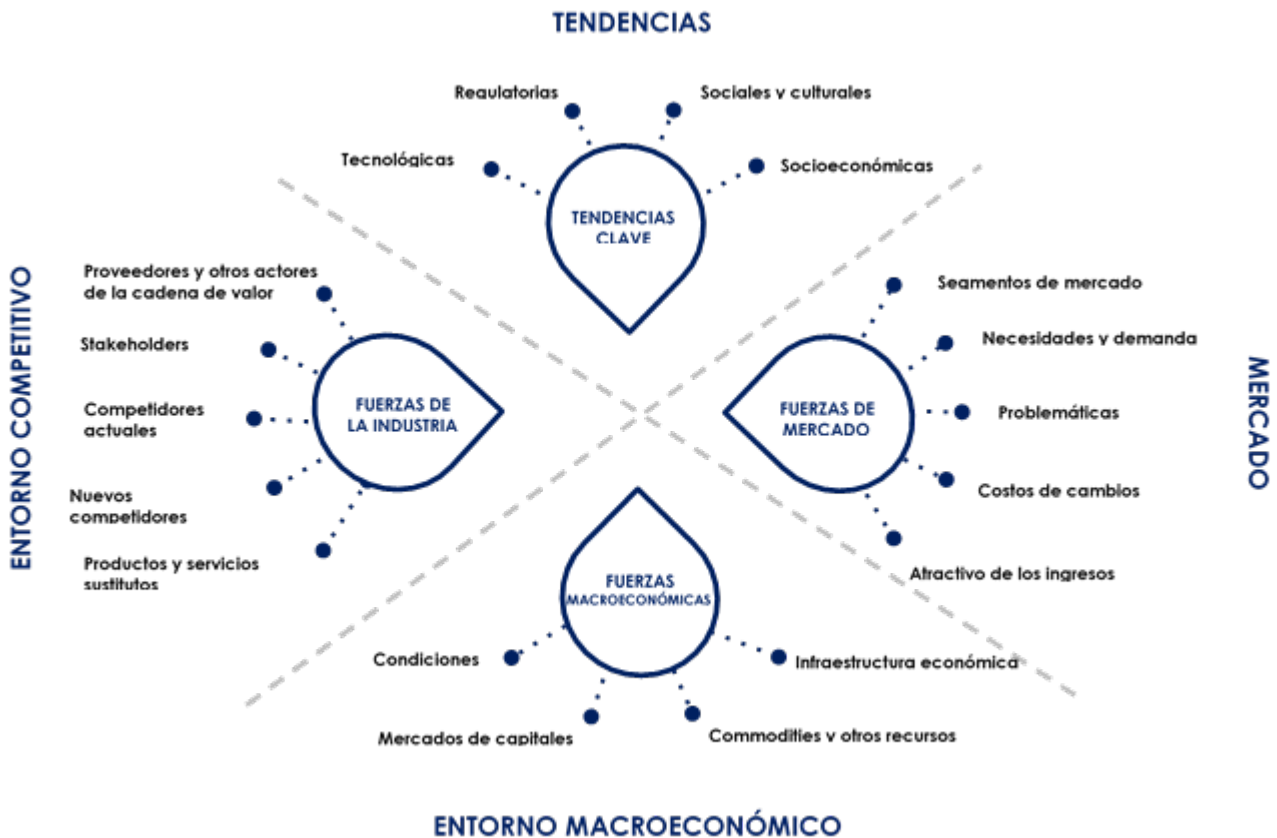 TENDENCIAS
Regulatorias
Sociales y culturales
Tecnológicas
Socioeconómicas
TENDENCIAS
CLAVE
ENTORNO COMPETITIVO
Proveedores y otros actores
de la cadena de valor
Stakeholders
Competidores
actuales
Nuevos
competidores
Productos y servicios
sustitutos
FUERZAS DE
LA INDUSTRIA
FUERZAS DE
MERCADO
Segmentos de mercado
Necesidades y demanda
Problemáticas
Costos de cambios
Atractivo de los ingresos
MERCADO
FUERZAS
MACROECONÓMICAS
Condiciones
Infraestructura económica
Mercados de capitales
Commodities y otros recursos
ENTORNO MACROECONÓMICO